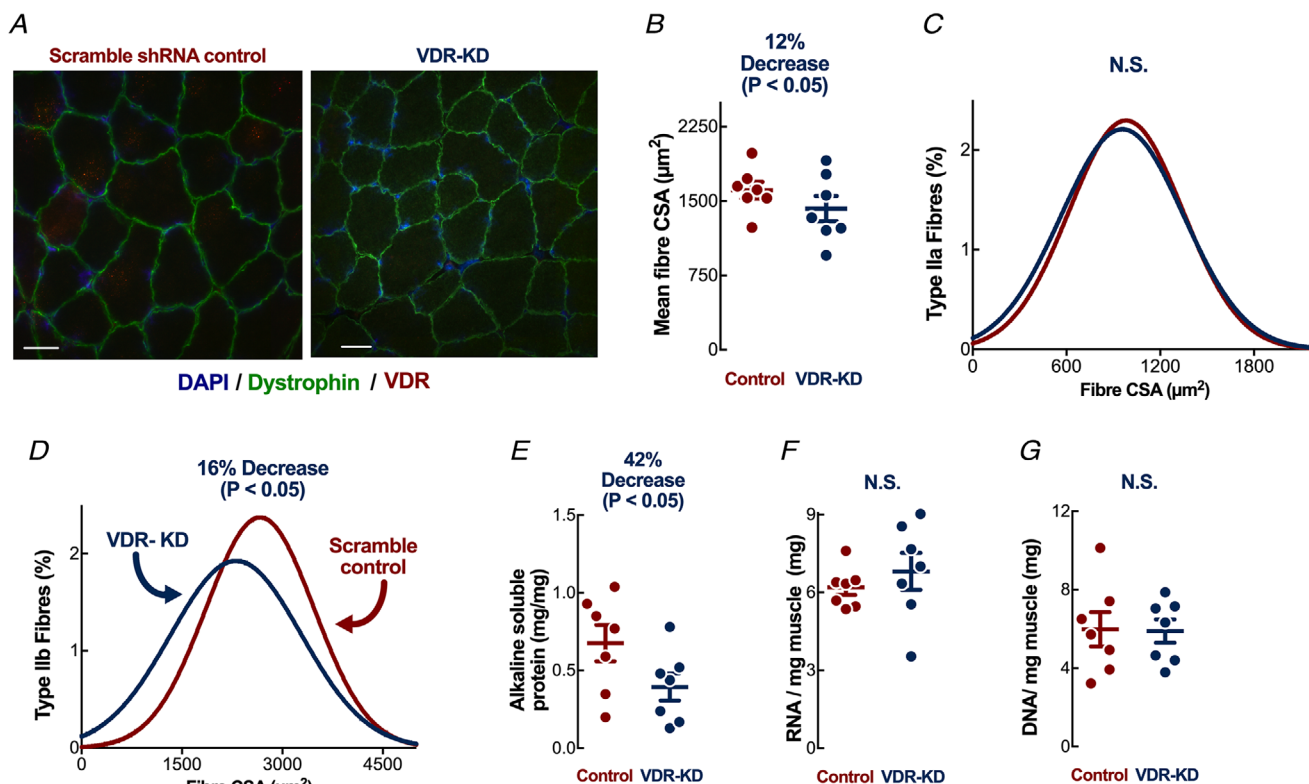 A
Scramble shRNA control
VDR-KD
DAPI / Dystrophin / VDR
B
12%
Decrease
(P < 0.05)
Mean fibre CSA (µm²)
2250
1500
750
0
Control VDR-KD
C
N.S.
Type IIa Fibres (%)
2
1
0
0 600 1200 1800
Fibre CSA (µm²)
D
16% Decrease
(P < 0.05)
VDR- KD
Scramble
control
Type IIb Fibres (%)
2
1
0
0 1500 3000 4500
Fibre CSA (µm²)
E
42%
Decrease
(P < 0.05)
Alkaline soluble
protein (mg/mg)
1.5
1.0
0.5
0.0
Control VDR-KD
F
N.S.
RNA / mg muscle (mg)
9
6
3
0
Control VDR-KD
G
N.S.
DNA/ mg muscle (mg)
12
8
4
0
Control VDR-KD